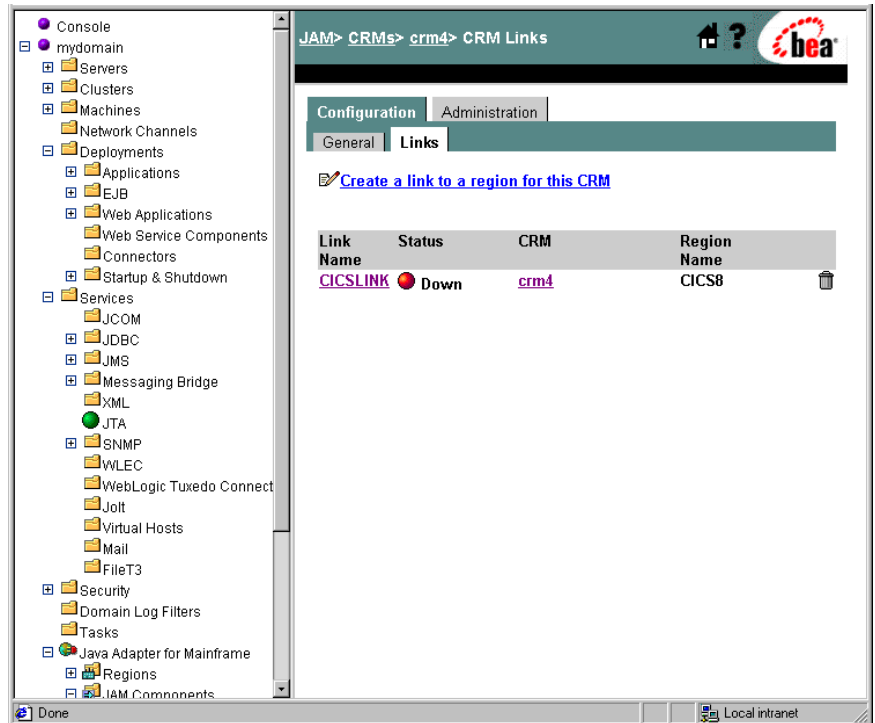 Console
mydomain
Servers
Clusters
Machines
Network Channels
Deployments
Applications
EJB
Web Applications
Web Service Components
Connectors
Startup & Shutdown
Services
JCOM
JDBC
JMS
Messaging Bridge
XML
JTA
SNMP
WLEC
WebLogic Tuxedo Connect
Jolt
Virtual Hosts
Mail
FileT3
Security
Domain Log Filters
Tasks
Java Adapter for Mainframe
Regions
JAM Components
JAM> CRMs> crm4> CRM Links
? bea
Configuration Administration
General Links
Create a link to a region for this CRM
Link Name Status CRM Region Name
CICSLINK Down crm4 CICS8
Done Local intranet